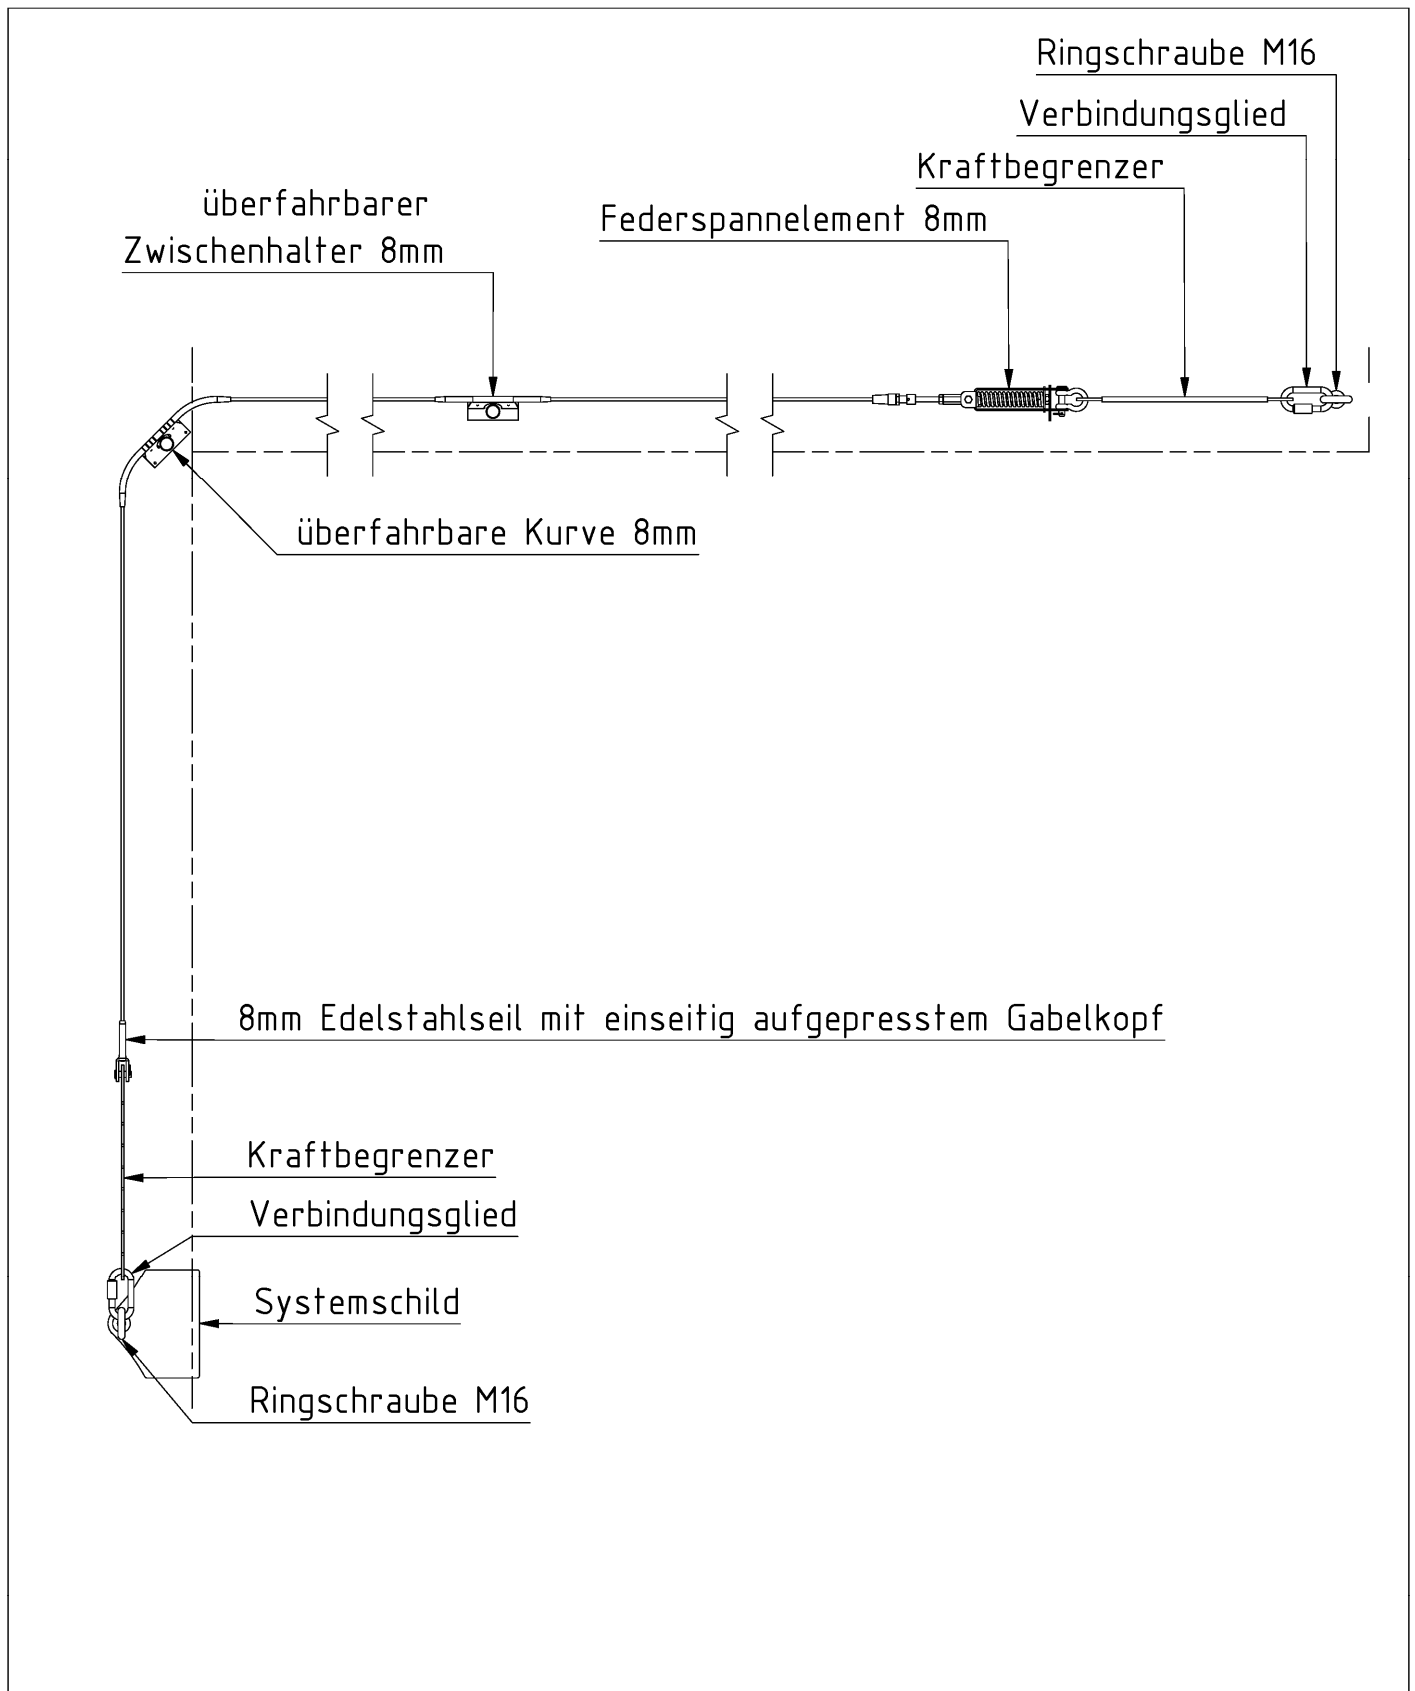 Ringschraube M16
Verbindungsglied
Kraftbegrenzer
überfahrbarer
Zwischenhalter 8mm
Federspannelement 8mm
überfahrbare Kurve 8mm
8mm Edelstahlseil mit einseitig aufgepresstem Gabelkopf
Kraftbegrenzer
Verbindungsglied
Systemschild
Ringschraube M16